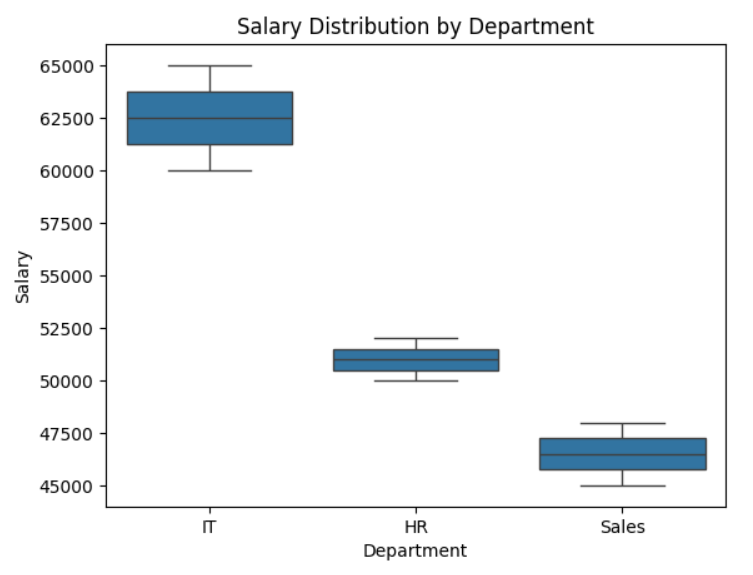 Salary Distribution by Department
65000
62500
60000
57500
55000
52500
50000
47500
45000
Salary
IT HR Sales
Department